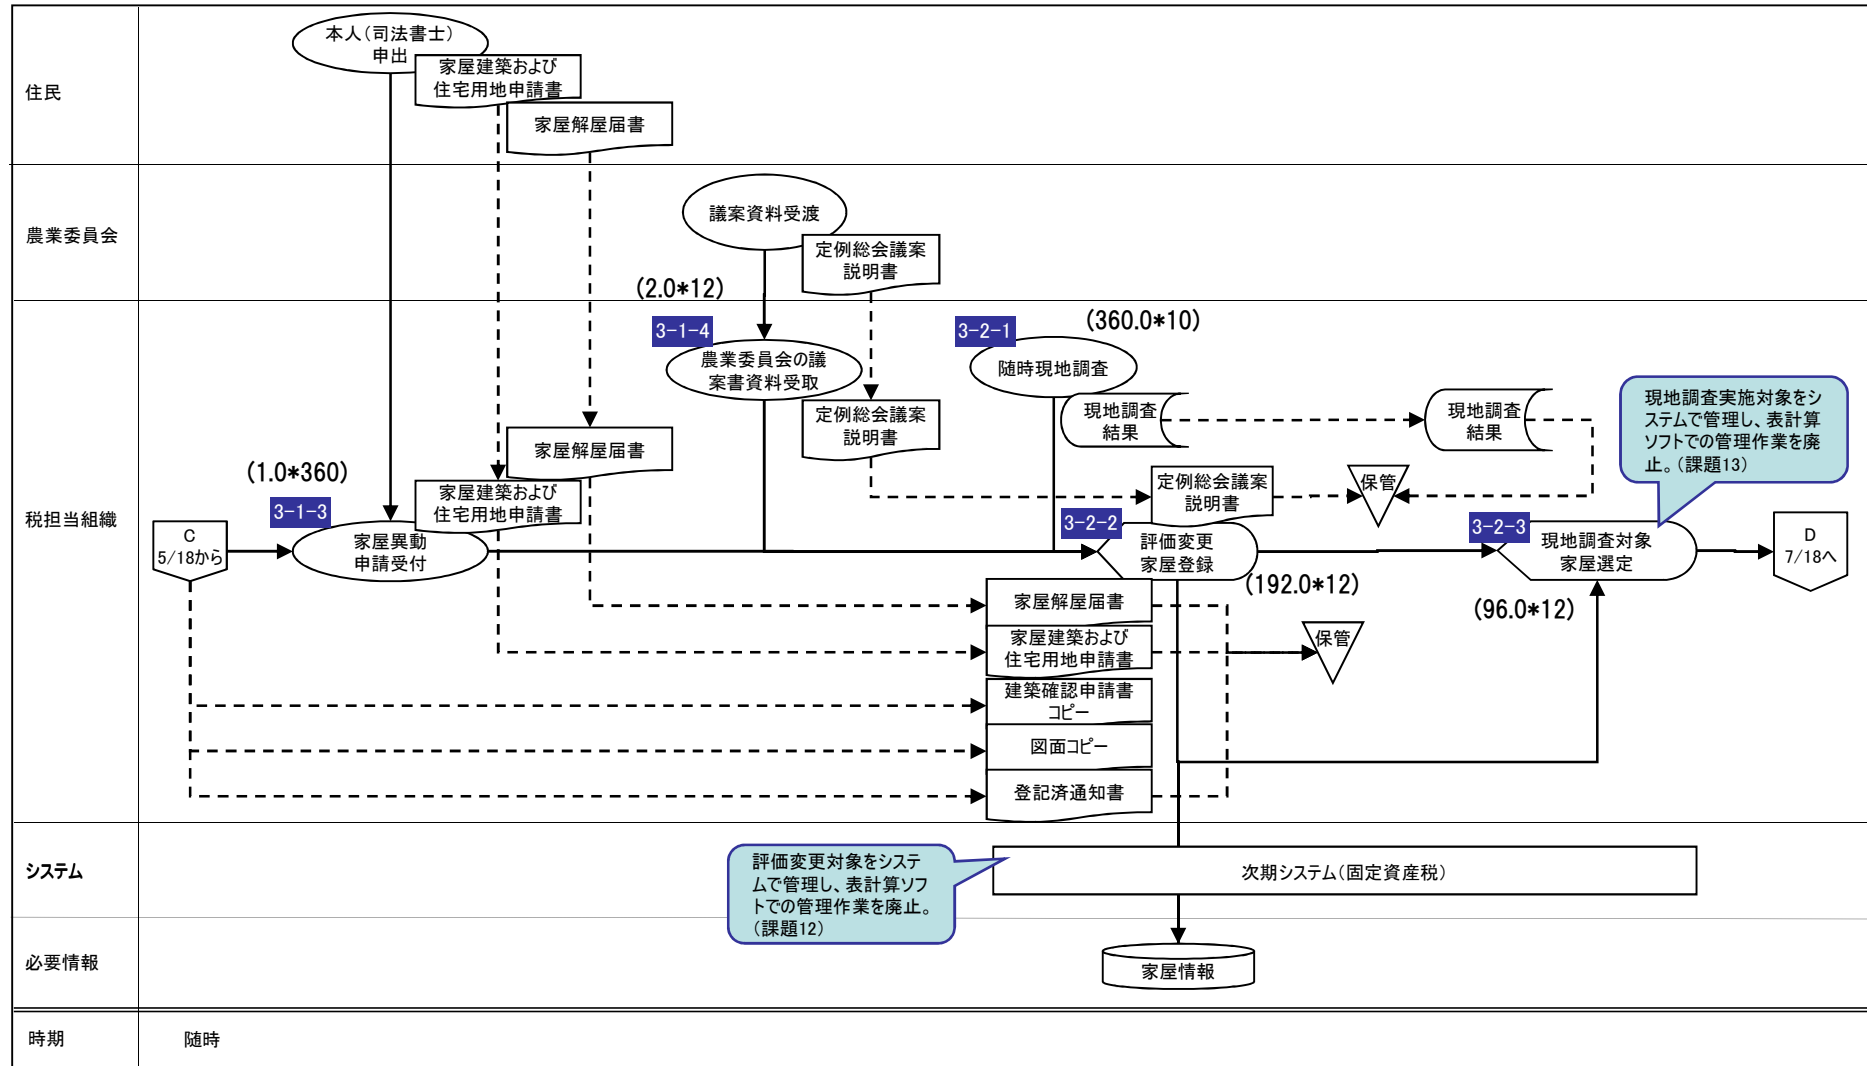 住民
本人(司法書士)
申出
家屋建築および
住宅用地申請書
家屋解屋届書
農業委員会
議案資料受渡
定例総会議案
説明書
(2.0*12)
税担当組織
3-1-4
農業委員会の議
案書資料受取
定例総会議案
説明書
3-2-1
(360.0*10)
随時現地調査
現地調査
結果
現地調査
結果
現地調査実施対象をシ
ステムで管理し、表計算
ソフトでの管理作業を廃
止。(課題13)
家屋解屋届書
(1.0*360)
3-1-3
家屋建築および
住宅用地申請書
定例総会議案
説明書
保管
C
5/18から
家屋異動
申請受付
3-2-2
評価変更
家屋登録
(192.0*12)
3-2-3
現地調査対象
家屋選定
(96.0*12)
D
7/18へ
家屋解屋届書
家屋建築および
住宅用地申請書
保管
建築確認申請書
コピー
図面コピー
登記済通知書
システム
評価変更対象をシステ
ムで管理し、表計算ソフ
トでの管理作業を廃止。
(課題12)
次期システム(固定資産税)
必要情報
家屋情報
時期
随時